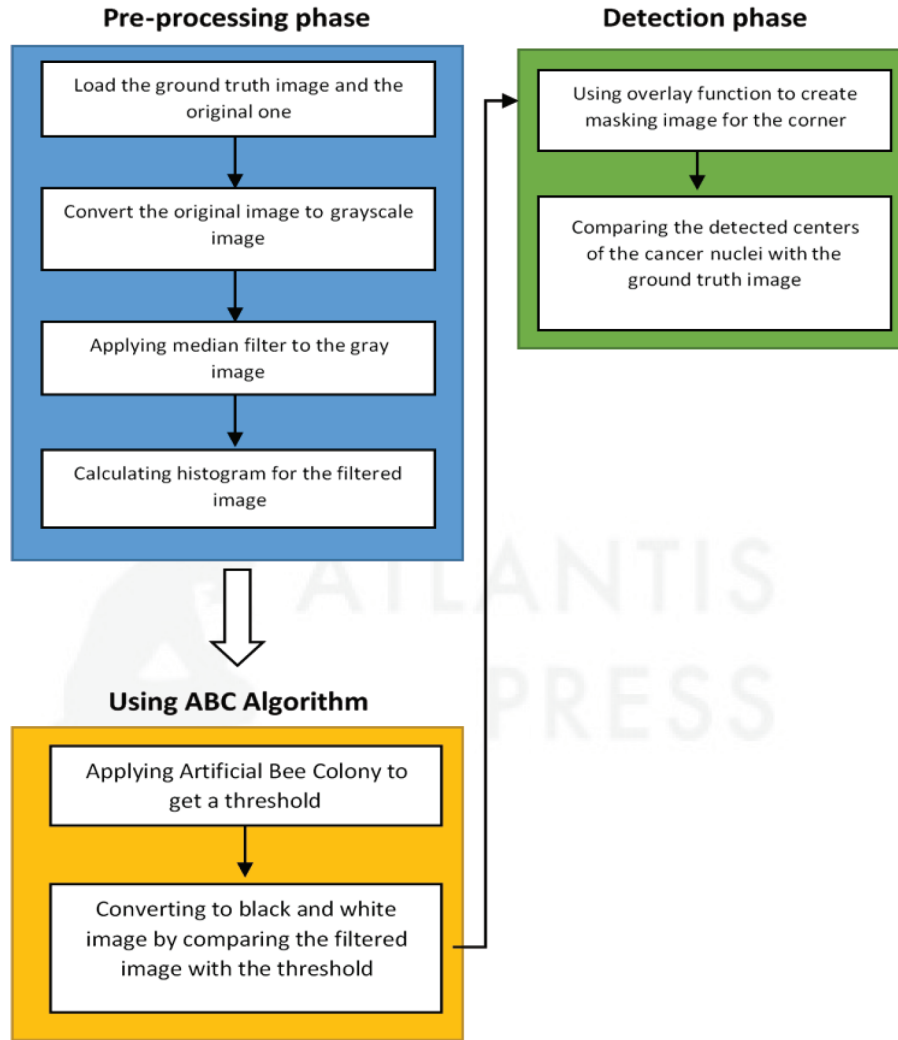 Pre-processing phase
Load the ground truth image and the
original one
Convert the original image to grayscale
image
Applying median filter to the gray
image
Calculating histogram for the filtered
image
Using ABC Algorithm
Applying Artificial Bee Colony to
get a threshold
Converting to black and white
image by comparing the filtered
image with the threshold
Detection phase
Using overlay function to create
masking image for the corner
Comparing the detected centers
of the cancer nuclei with the
ground truth image
ATLANTIS
PRESS